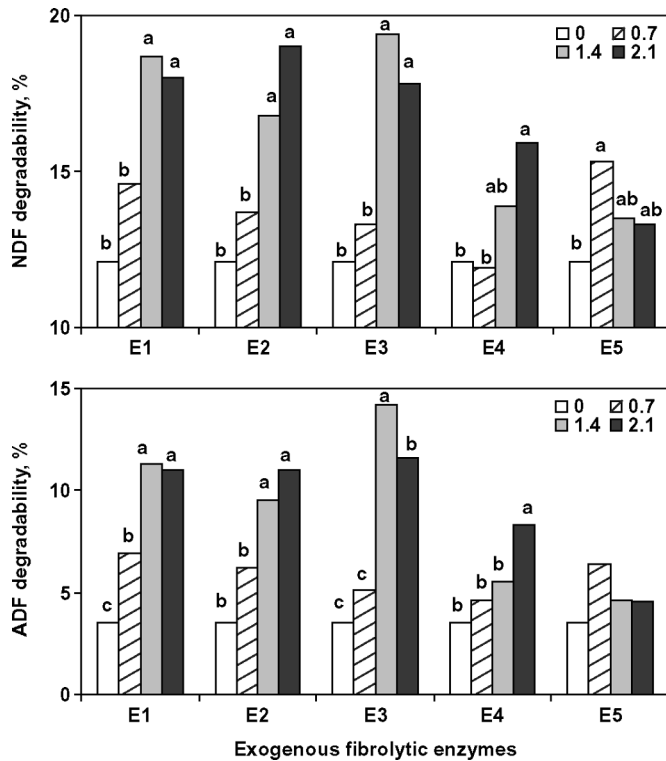 20
15
10
NDF degradability, %
0 0.7
1.4 2.1
b b a a
b b a a
b b a a
b b ab a
b a ab ab
E1 E2 E3 E4 E5
15
10
5
0
ADF degradability, %
0 0.7
1.4 2.1
c b a a
b b a a
c c a b
b b b a
E1 E2 E3 E4 E5
Exogenous fibrolytic enzymes